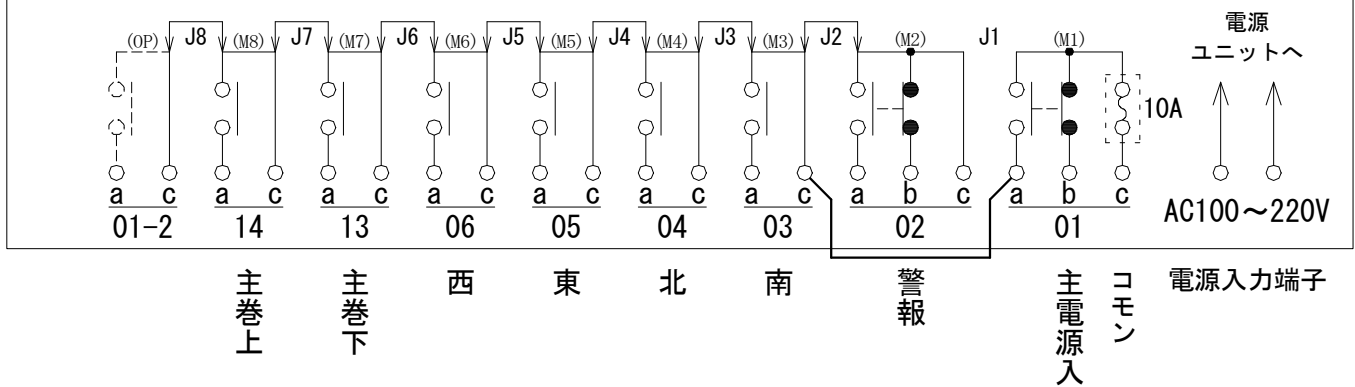 電源
ユニットへ
(OP) J8 (M8) J7 (M7) J6 (M6) J5 (M5) J4 (M4) J3 (M3) J2 (M2) J1 (M1)
10A
a c a c a c a c a c a c a c a b c a b c
01-2 14 13 06 05 04 03 02 01 AC100～220V
主巻上
主巻下
西
東
北
南
警報
主電源入
コモン
電源入力端子